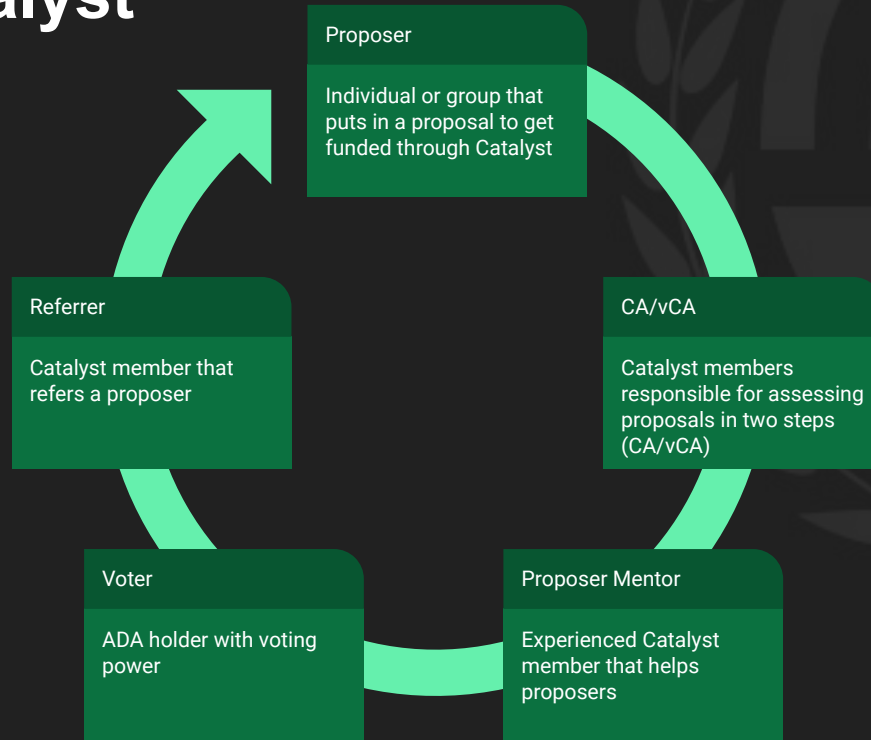 Proposer
Individual or group that
puts in a proposal to get
funded through Catalyst
CA/vCA
Catalyst members
responsible for assessing
proposals in two steps
(CA/vCA)
Proposer Mentor
Experienced Catalyst
member that helps
proposers
Voter
ADA holder with voting
power
Referrer
Catalyst member that
refers a proposer